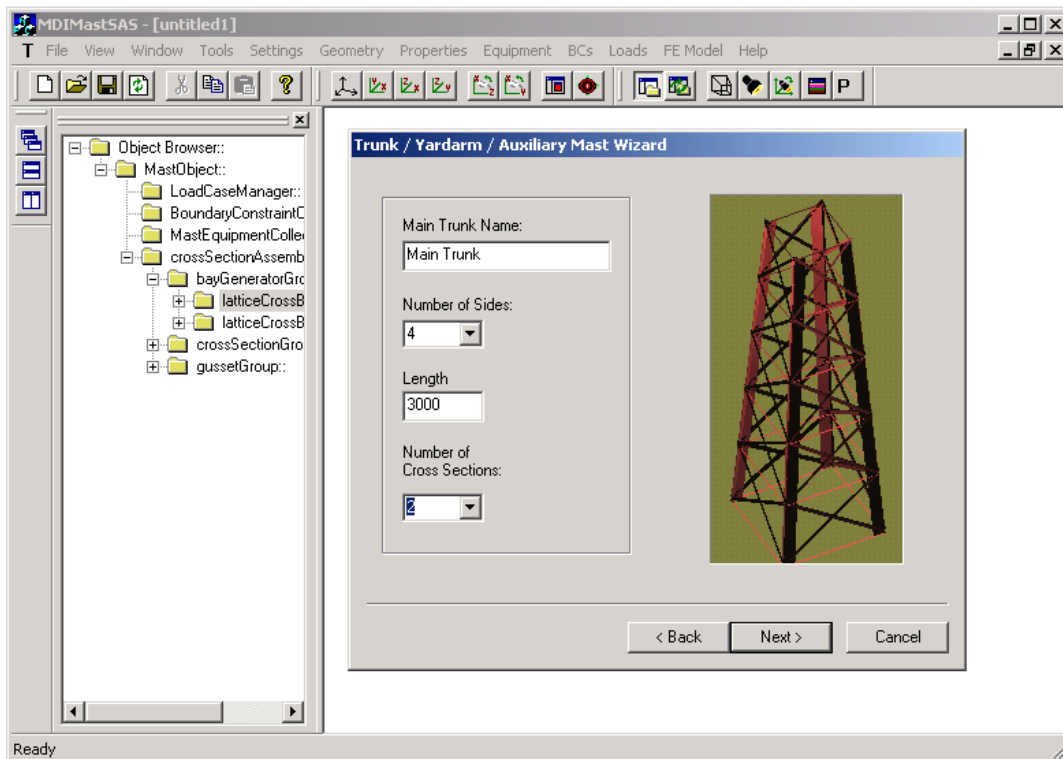 MDIMastSAS - [untitled1]
T File View Window Tools Settings Geometry Properties Equipment BCs Loads FE Model Help
P
Object Browser::
MastObject::
LoadCaseManager::
BoundaryConstraintC
MastEquipmentColle
crossSectionAssemb
bayGeneratorGro
latticeCrossB
latticeCrossB
crossSectionGro
gussetGroup::
Trunk / Yardarm / Auxiliary Mast Wizard
Main Trunk Name:
Main Trunk
Number of Sides:
4
Length
3000
Number of
Cross Sections:
2
< Back Next > Cancel
Ready